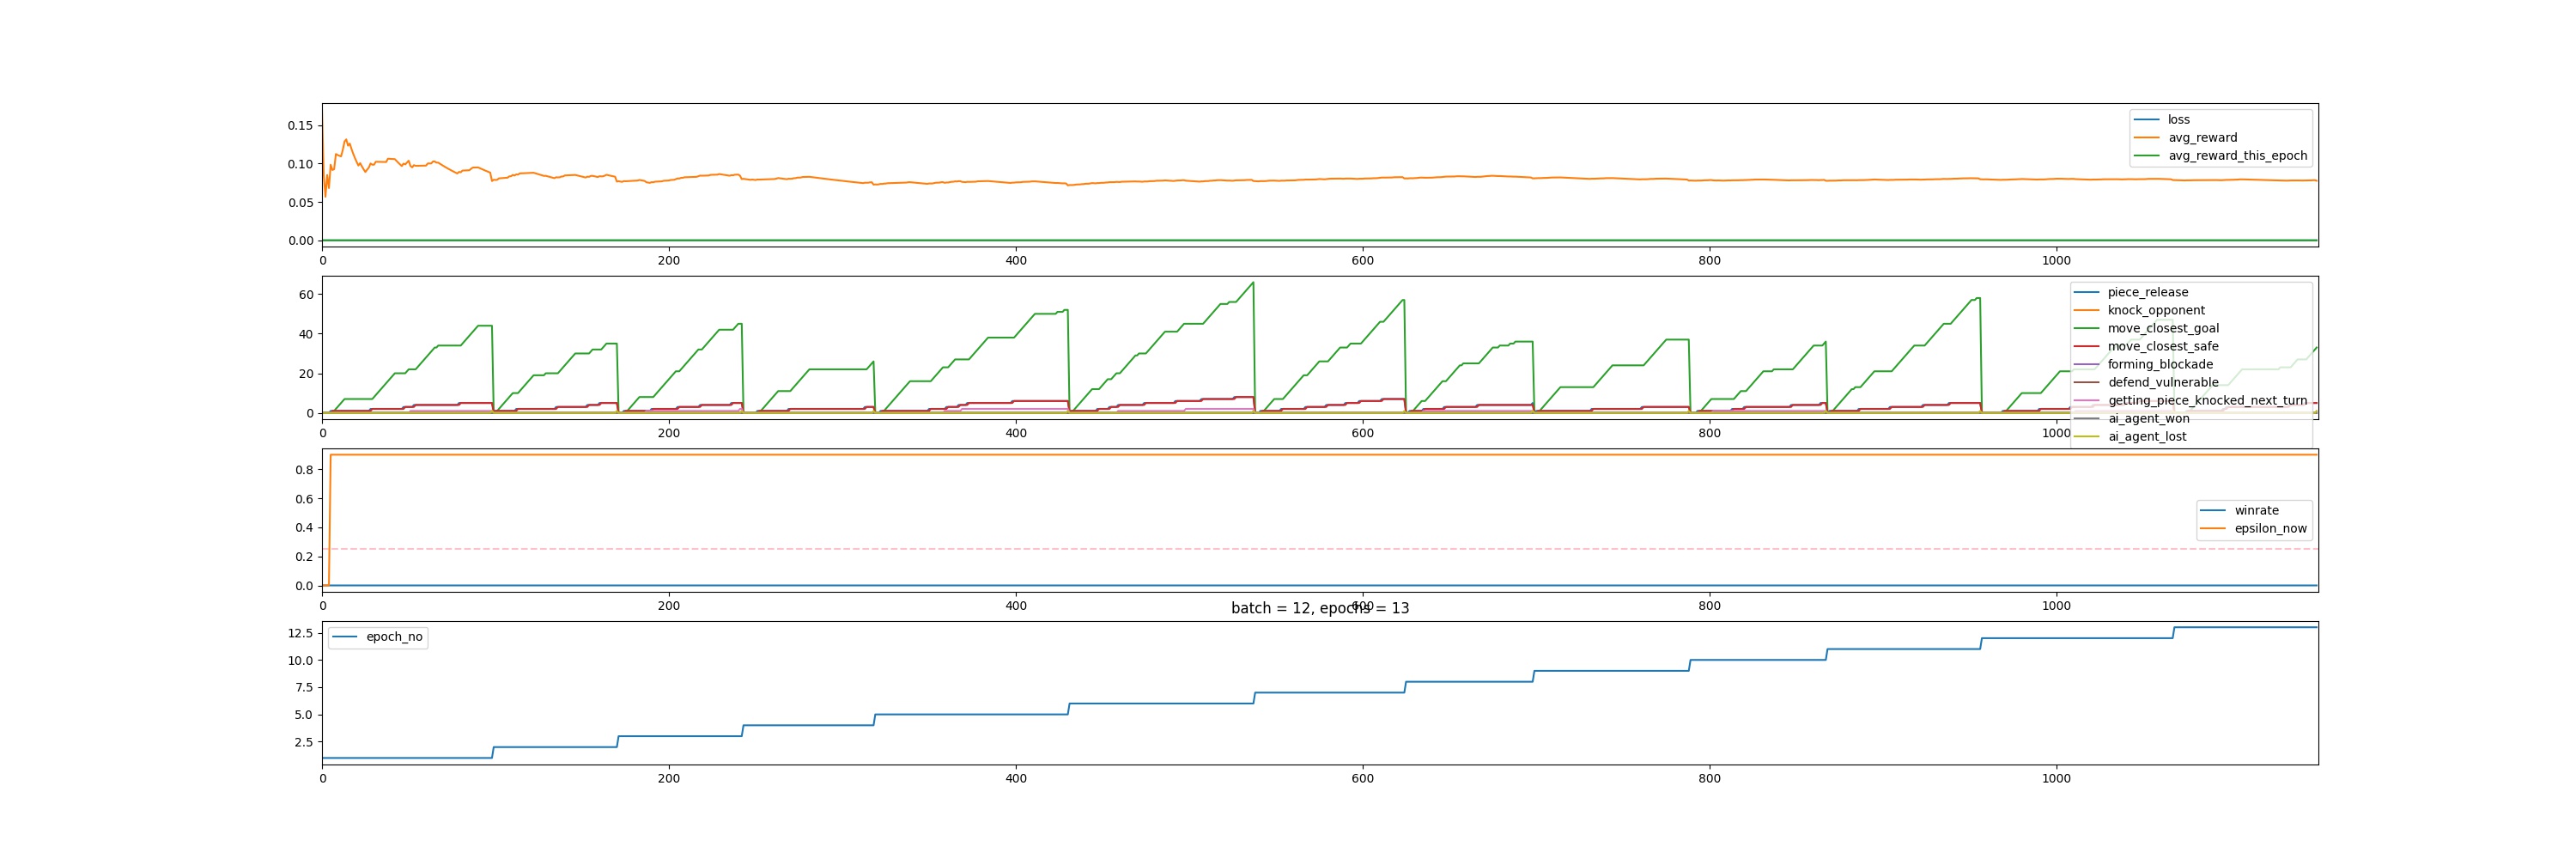 0.15
0.10
0.05
0.00
loss
avg_reward
avg_reward_this_epoch
0 200 400 600 800 1000
60
40
20
0
piece_release
knock_opponent
move_closest_goal
move_closest_safe
forming_blockade
defend_vulnerable
getting_piece_knocked_next_turn
ai_agent_won
ai_agent_lost
0 200 400 600 800 1000
0.8
0.6
0.4
0.2
0.0
winrate
epsilon_now
0 200 400 600 800 1000
batch = 12, epochs = 13
12.5
10.0
7.5
5.0
2.5
epoch_no
0 200 400 600 800 1000